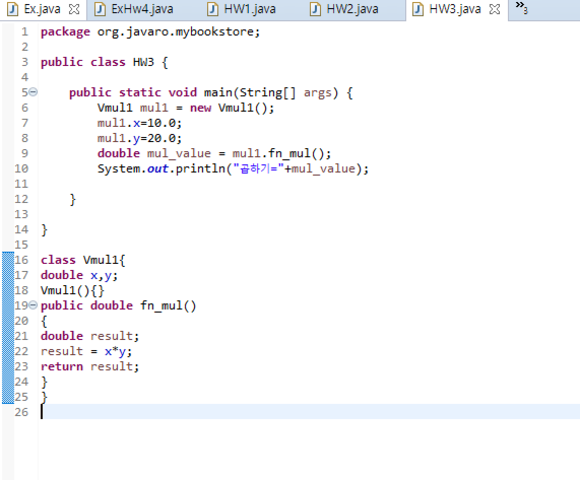 Ex.java ExHw4.java HW1.java HW2.java HW3.java »3
1 package org.javaro.mybookstore;
2
3 public class HW3 {
4
5 public static void main(String[] args) {
6 Vmul1 mul1 = new Vmul1();
7 mul1.x=10.0;
8 mul1.y=20.0;
9 double mul_value = mul1.fn_mul();
10 System.out.println("곱하기="+mul_value);
11
12 }
13
14 }
15
16 class Vmul1{
17 double x,y;
18 Vmul1(){}
19 public double fn_mul()
20 {
21 double result;
22 result = x*y;
23 return result;
24 }
25 }
26